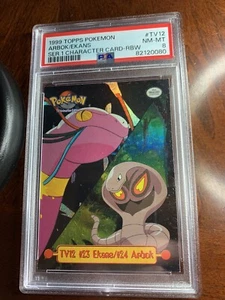 1999 TOPPS POKEMON #TV12
ARBOK/EKANS NM-MT
SER.1 CHARACTER CARD-RBW 8
PSA 82120080
POKéMON
TV12 #23 Ekans/#24 Arbok